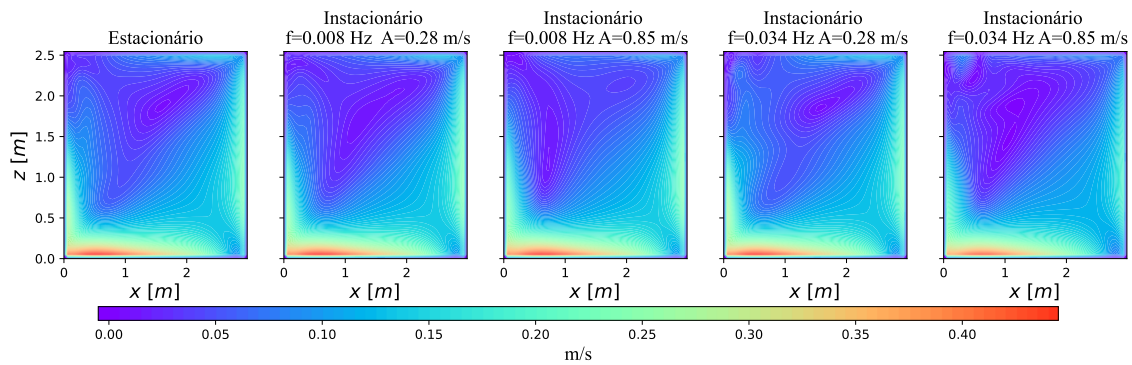 Estacionário
Instacionário
f=0.008 Hz  A=0.28 m/s
Instacionário
f=0.008 Hz A=0.85 m/s
Instacionário
f=0.034 Hz A=0.28 m/s
Instacionário
f=0.034 Hz A=0.85 m/s
z [m]
2.5
2.0
1.5
1.0
0.5
0.0
0 1 2
0 1 2
0 1 2
0 1 2
0 1 2
x [m]
x [m]
x [m]
x [m]
x [m]
0.00 0.05 0.10 0.15 0.20 0.25 0.30 0.35 0.40
m/s